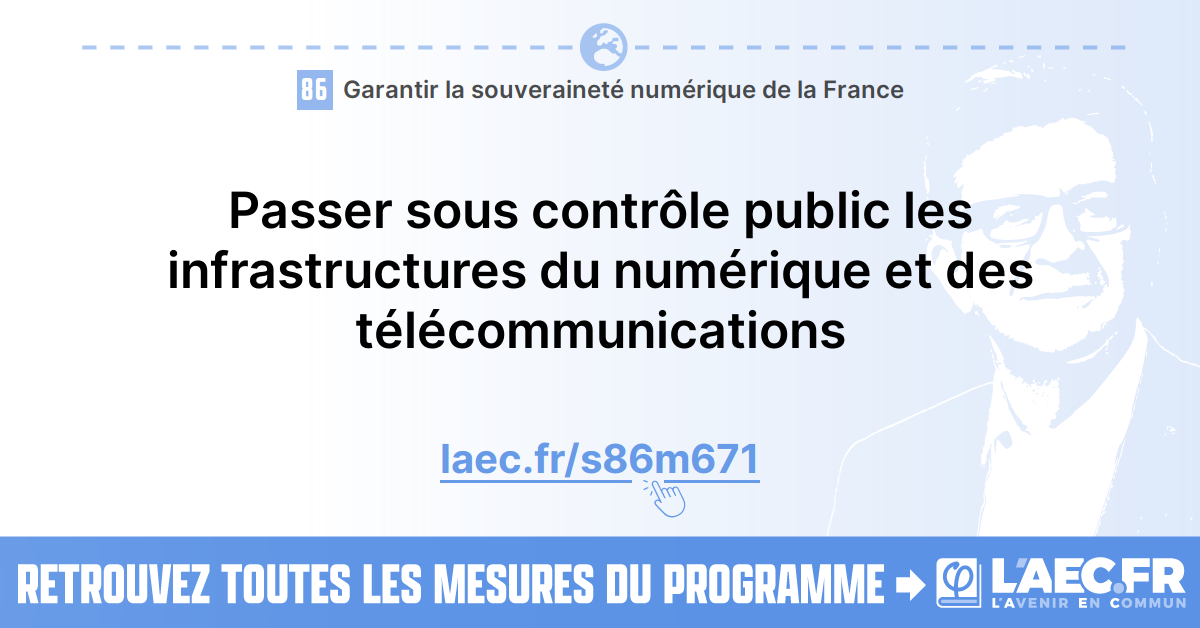 86 Garantir la souveraineté numérique de la France
Passer sous contrôle public les
infrastructures du numérique et des
télécommunications
laec.fr/s86m671
RETROUVEZ TOUTES LES MESURES DU PROGRAMME
L'AEC.FR
L'AVENIR EN COMMUN